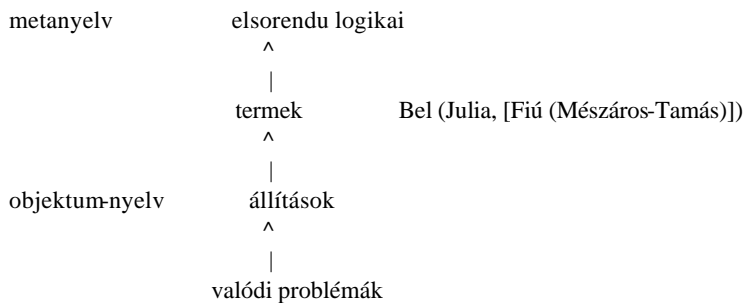 metanyelv elsorendu logikai
^
|
termek Bel (Julia, [Fiú (Mészáros-Tamás)])
^
|
objektum-nyelv állítások
^
|
valódi problémák